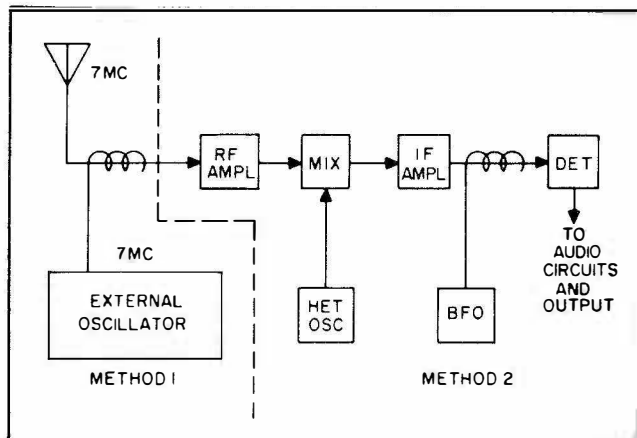 7MC
RF
AMPL
MIX
IF
AMPL
DET
7MC
EXTERNAL
OSCILLATOR
HET
OSC
BFO
TO
AUDIO
CIRCUITS
AND
OUTPUT
METHOD I
METHOD 2